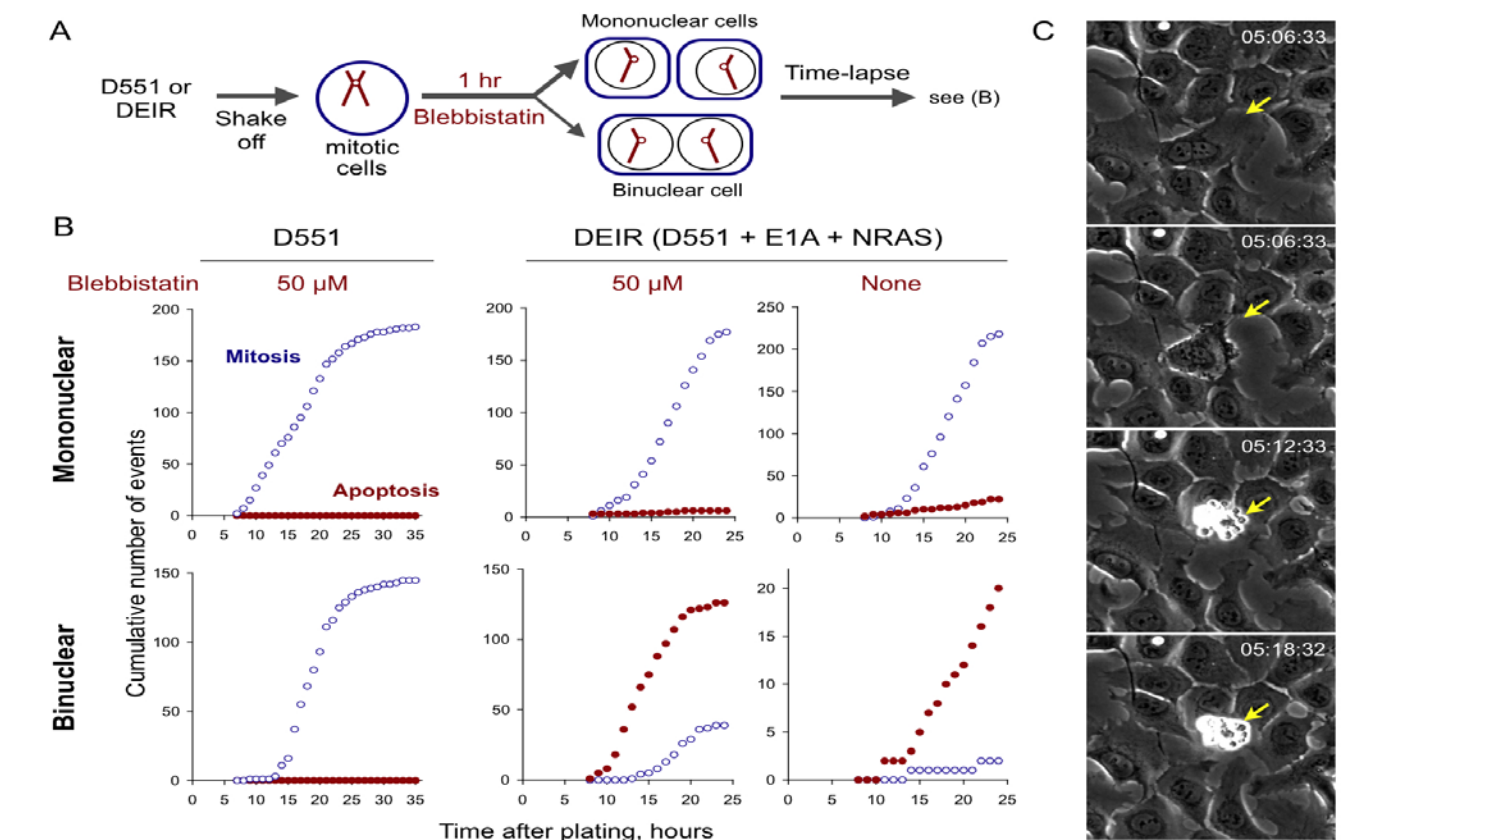 A
D551 or
DEIR
Shake
off
mitotic
cells
1 hr
Blebbistatin
Mononuclear cells
Binuclear cell
Time-lapse
see (B)
B
D551
DEIR (D551 + E1A + NRAS)
Blebbistatin
50 µM
50 µM
None
Mononuclear
Binuclear
Cumulative number of events
Mitosis
Apoptosis
200
150
100
50
0
0 5 10 15 20 25 30 35
200
150
100
50
0
0 5 10 15 20 25
250
200
150
100
50
0
0 5 10 15 20 25
150
100
50
0
0 5 10 15 20 25 30 35
150
100
50
0
0 5 10 15 20 25
20
15
10
5
0
0 5 10 15 20 25
Time after plating, hours
C
05:06:33
05:06:33
05:12:33
05:18:32